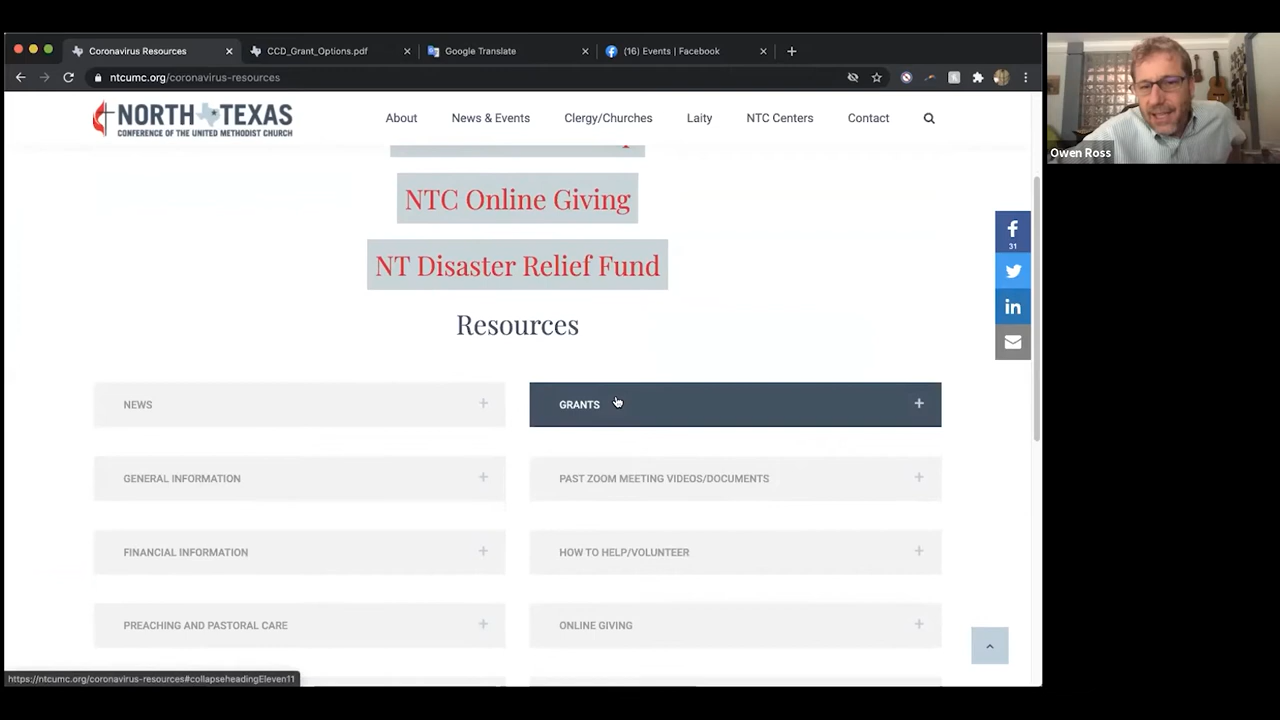 Coronavirus Resources
CCD_Grant_Options.pdf
Google Translate
(16) Events | Facebook
ntcumc.org/coronavirus-resources
NORTH TEXAS
CONFERENCE OF THE UNITED METHODIST CHURCH
About
News & Events
Clergy/Churches
Laity
NTC Centers
Contact
Owen Ross
NTC Online Giving
NT Disaster Relief Fund
Resources
31
NEWS
GRANTS
GENERAL INFORMATION
PAST ZOOM MEETING VIDEOS/DOCUMENTS
FINANCIAL INFORMATION
HOW TO HELP/VOLUNTEER
PREACHING AND PASTORAL CARE
ONLINE GIVING
https://ntcumc.org/coronavirus-resources#collapseheadingEleven11